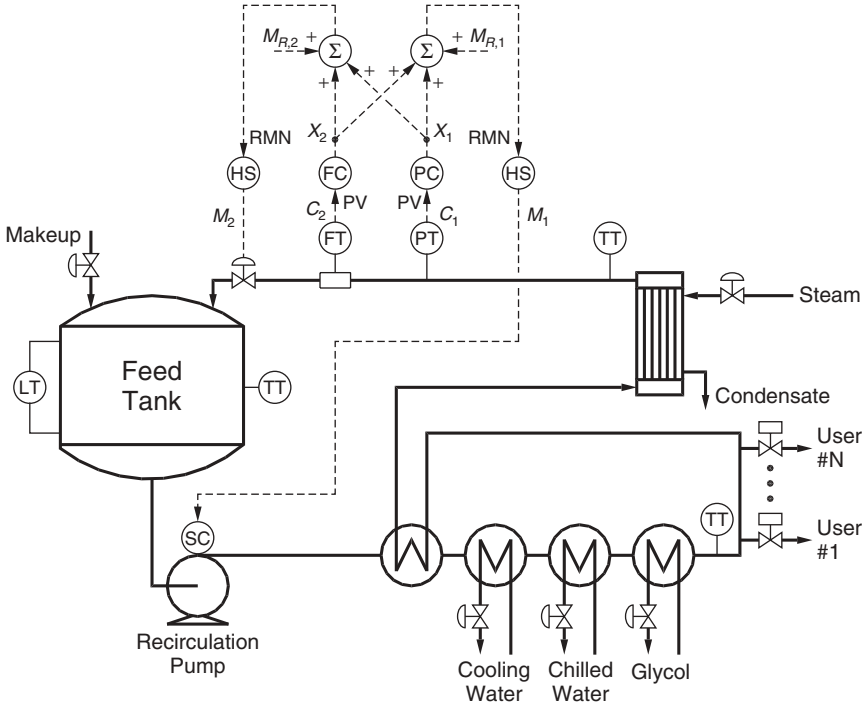 M_R,2 + Σ
+
+
+
Σ + M_R,1
+
X_2
X_1
RMN
RMN
HS
FC
PC
HS
M_2
C_2
PV
PV
C_1
M_1
FT
PT
TT
Makeup
Steam
LT
Feed
Tank
TT
Condensate
User
#N
SC
TT
User
#1
Recirculation
Pump
Cooling
Water
Chilled
Water
Glycol